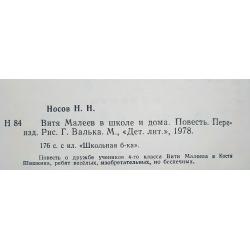 Носов Н. Н.
Н 84 Витя Малеев в школе и дома. Повесть. Пере-
изд. Рис. Г. Валька. М., «Дет. лит.», 1978.
176 с. с ил. «Школьная б-ка».
Повесть о дружбе учеников 4-го класса Вити Малеева и Кости
Шишкина, ребят весёлых, изобретательных, но беспечных.